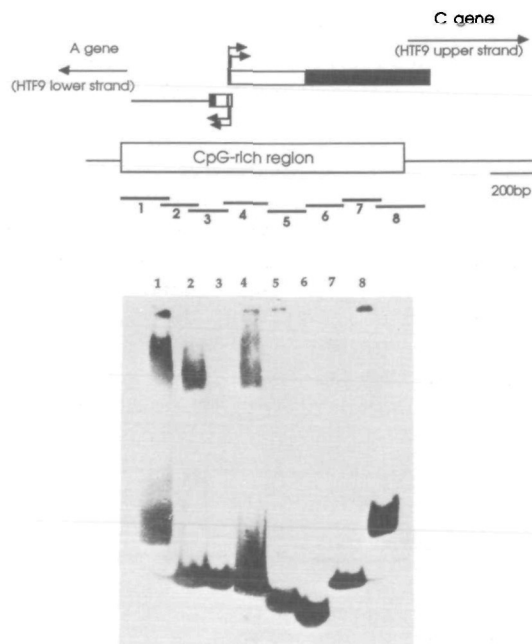 C gene
A gene
(HTF9 upper strand)
(HTF9 lower strand)
CpG-rich region
200bp
1 2 3 4 5 6 7 8
1 2 3 4 5 6 7 8